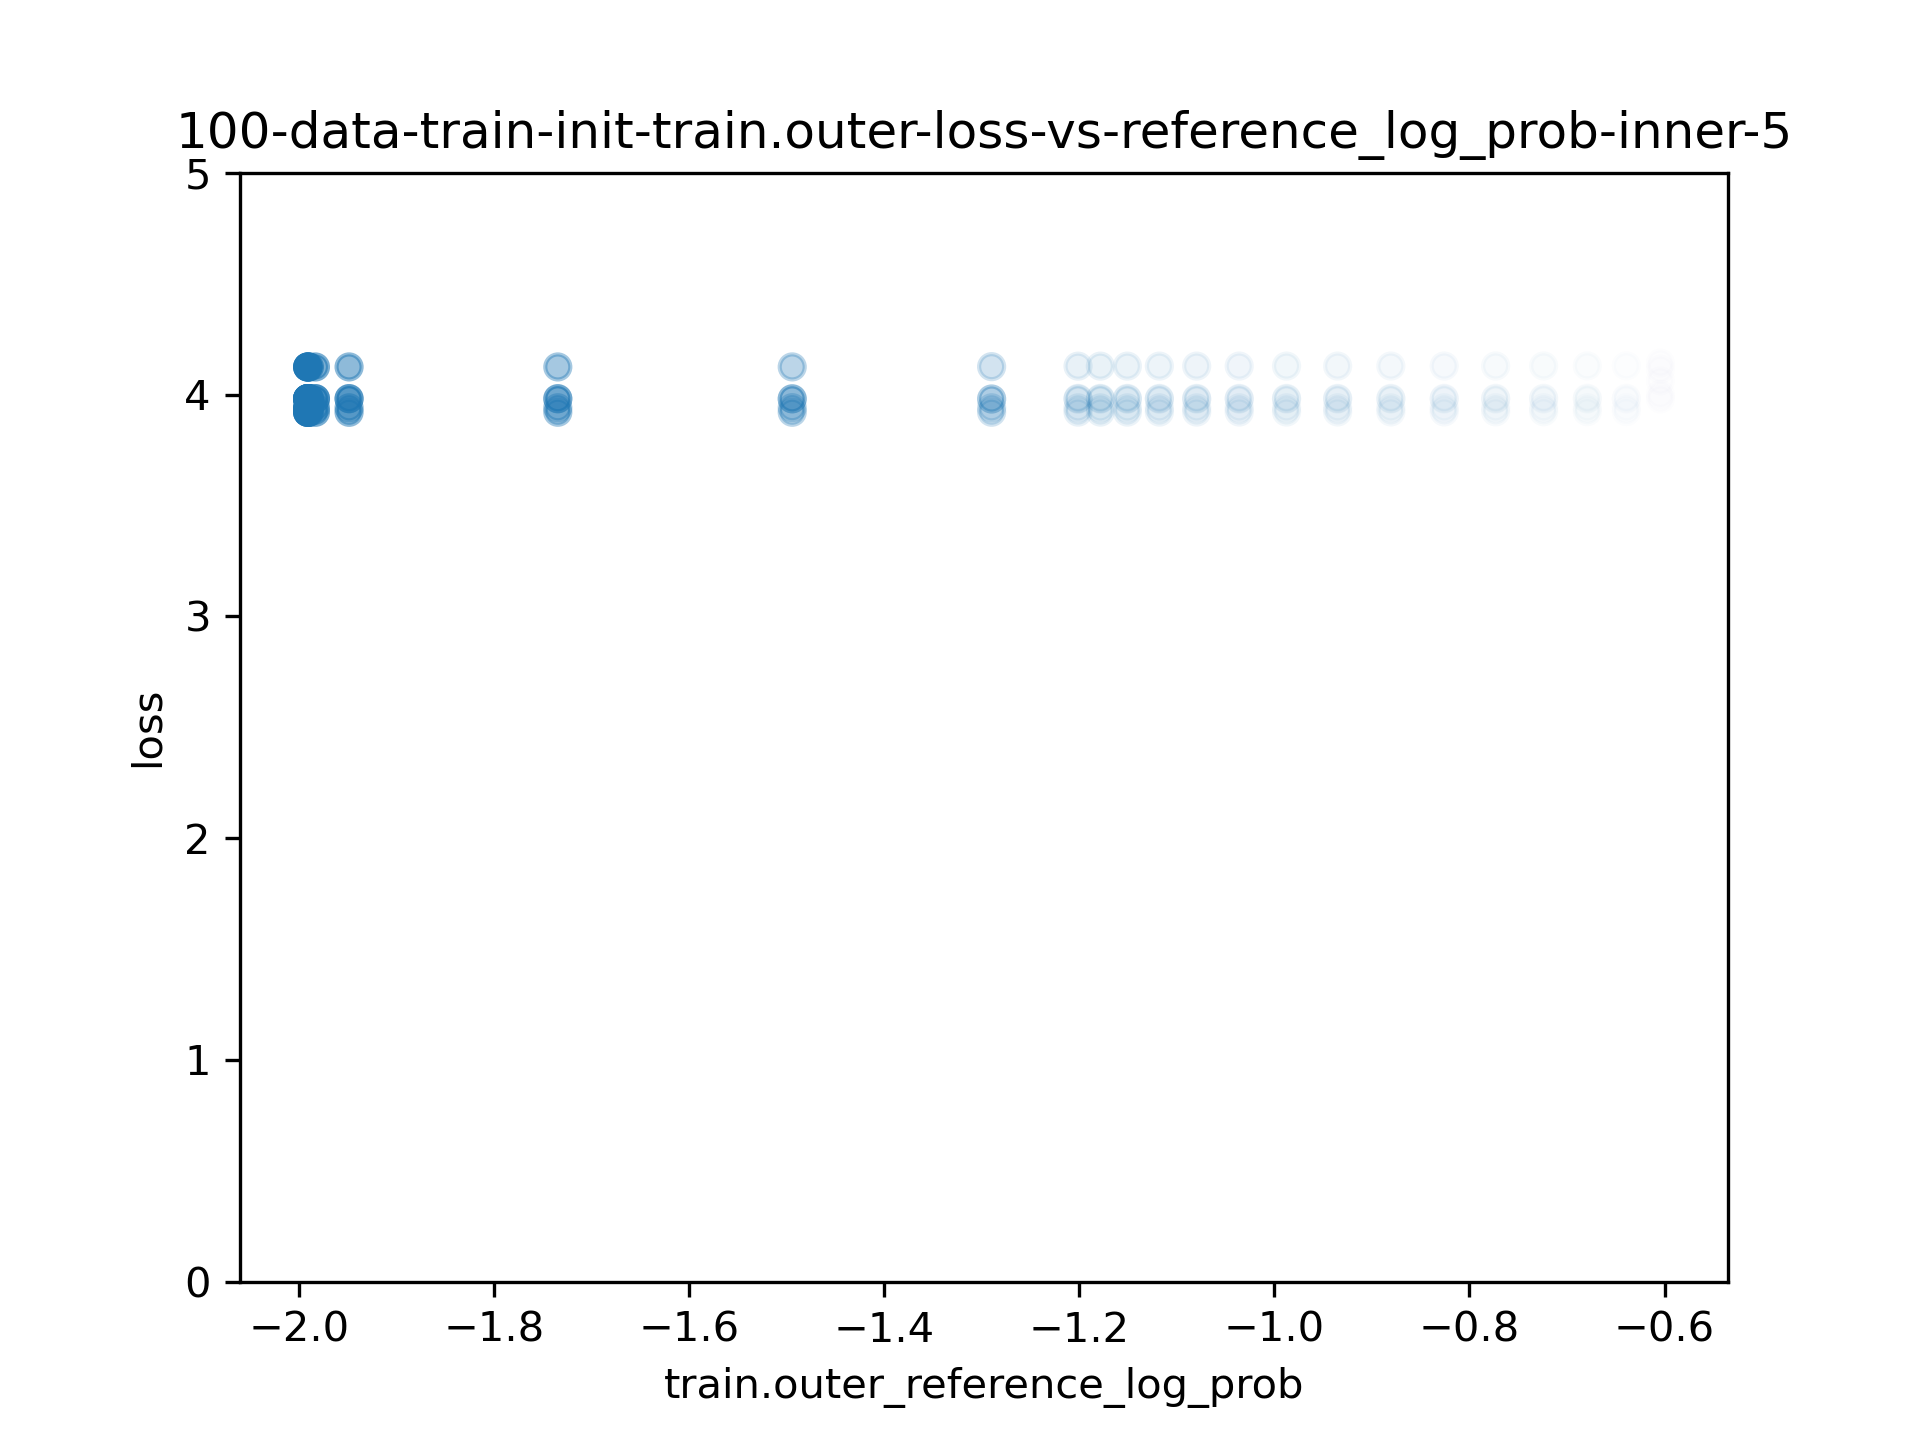 100-data-train-init-train.outer-loss-vs-reference_log_prob-inner-5
5
4
3
2
1
0
loss
−2.0 −1.8 −1.6 −1.4 −1.2 −1.0 −0.8 −0.6
train.outer_reference_log_prob